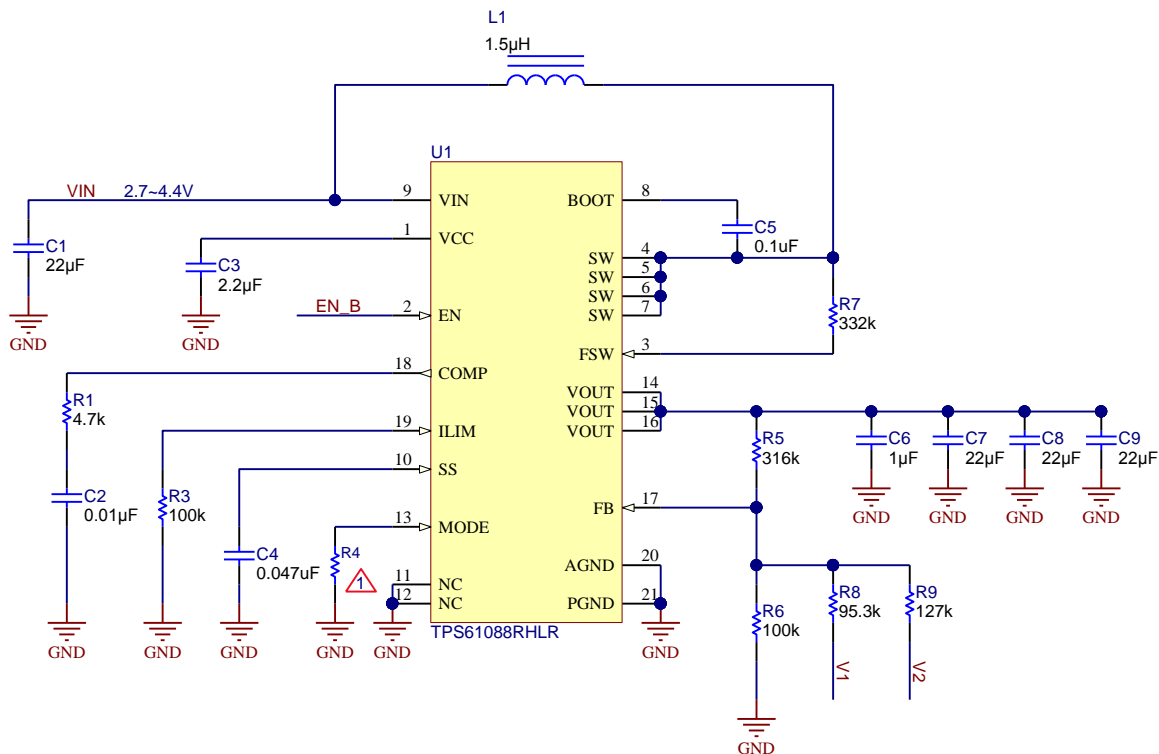 L1
1.5µH
U1
VIN 2.7~4.4V
9 VIN
BOOT 8
1 VCC
C5
0.1uF
C1
22µF
C3
2.2µF
SW 4
SW 5
SW 6
SW 7
EN_B
2 EN
R7
332k
GND
GND
FSW 3
18 COMP
VOUT 14
VOUT 15
VOUT 16
R1
4.7k
19 ILIM
R5
316k
C6
1µF
C7
22µF
C8
22µF
C9
22µF
10 SS
C2
0.01µF
R3
100k
FB 17
GND
GND
GND
GND
13 MODE
C4
0.047uF
R4
1
AGND 20
11 NC
12 NC
PGND 21
R6
100k
R8
95.3k
R9
127k
TPS61088RHLR
GND
GND
GND
GND
GND
GND
V1
V2
GND